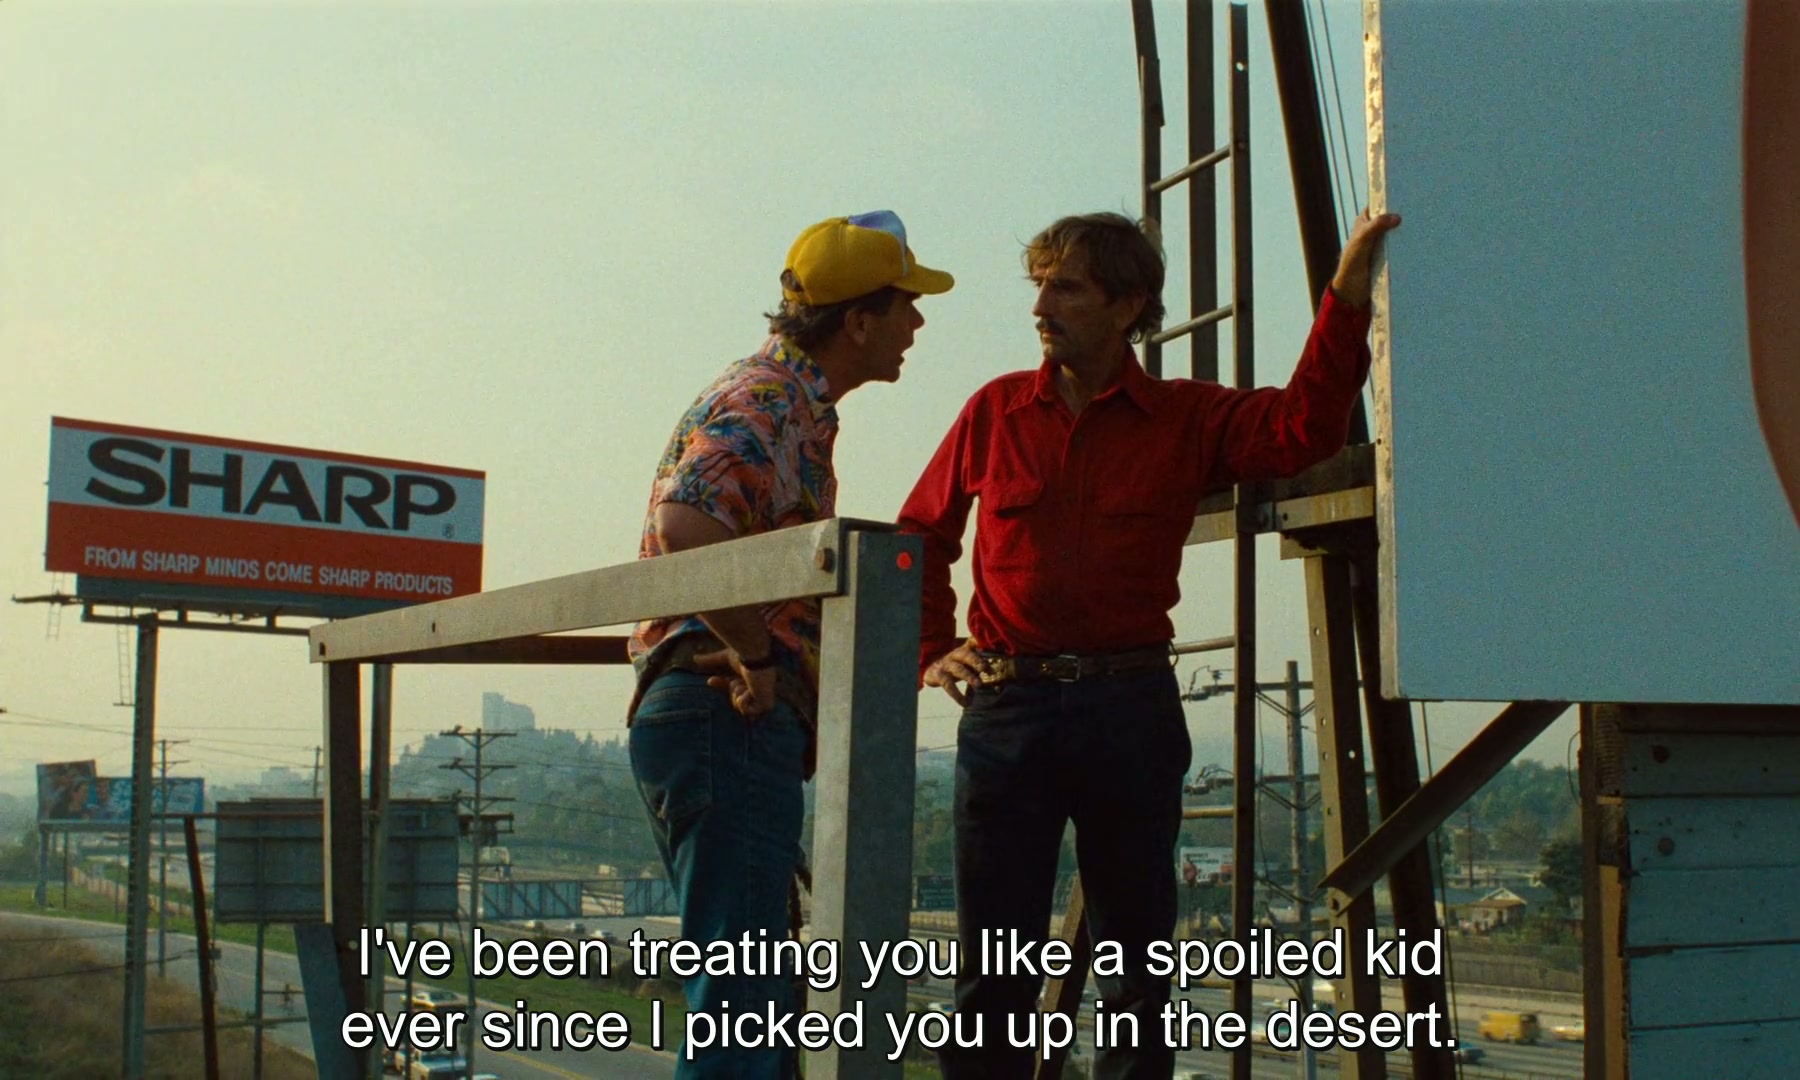 SHARP
®
FROM SHARP MINDS COME SHARP PRODUCTS
I've been treating you like a spoiled kid
ever since I picked you up in the desert.